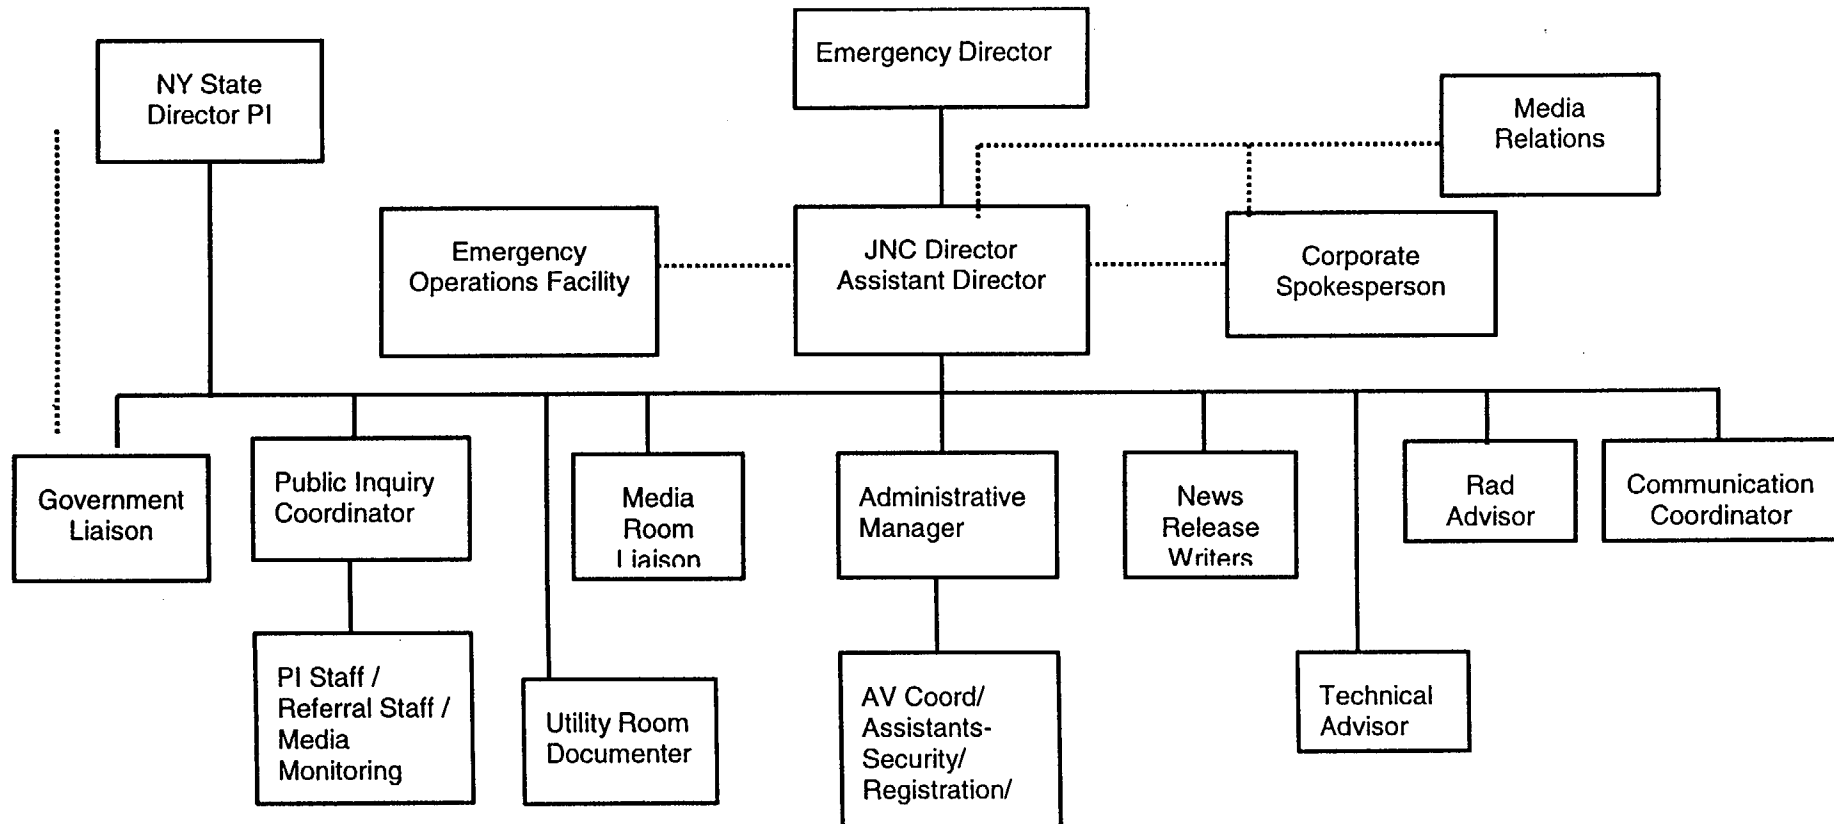 Emergency Director
NY State
Director PI
Media
Relations
Emergency
Operations Facility
JNC Director
Assistant Director
Corporate
Spokesperson
Government
Liaison
Public Inquiry
Coordinator
Media
Room
Liaison
Administrative
Manager
News
Release
Writers
Rad
Advisor
Communication
Coordinator
PI Staff /
Referral Staff /
Media
Monitoring
Utility Room
Documenter
AV Coord/
Assistants-
Security/
Registration/
Technical
Advisor